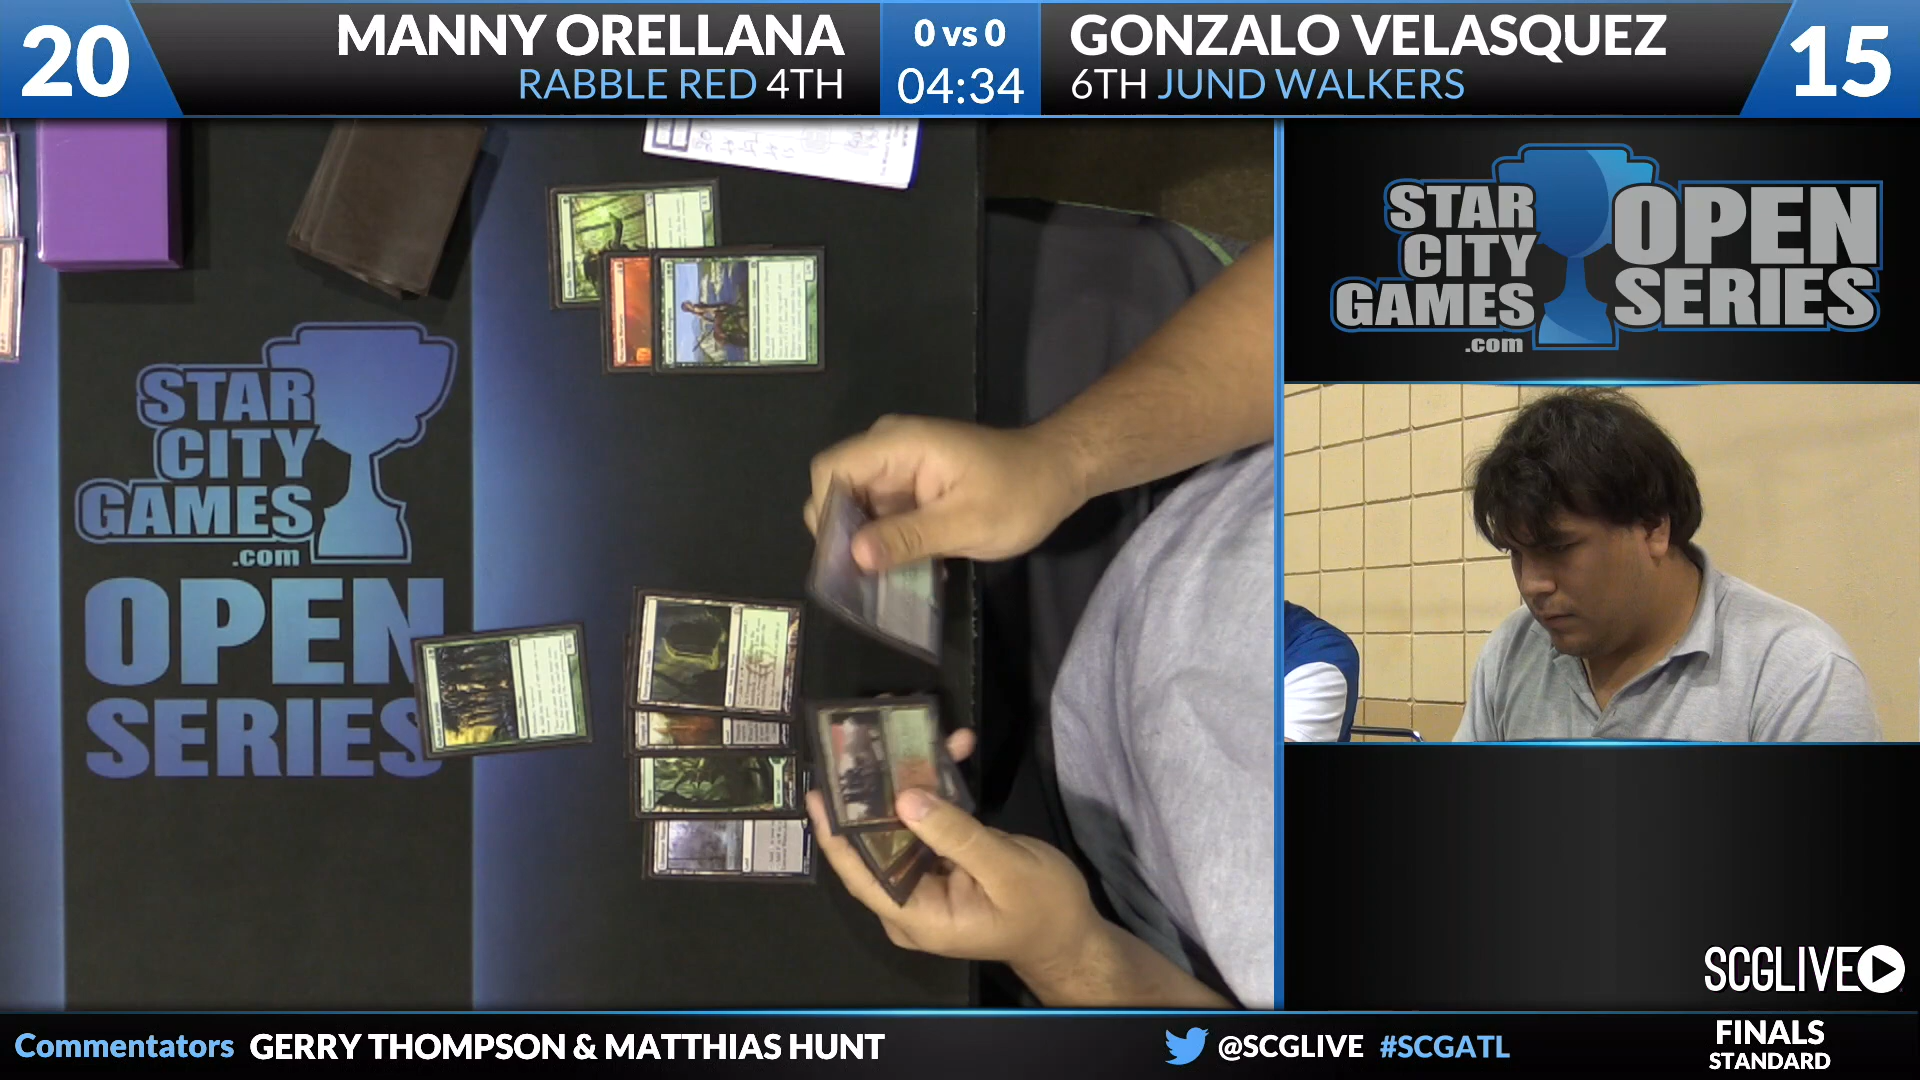 20
MANNY ORELLANA
RABBLE RED 4TH
0 vs 0
04:34
GONZALO VELASQUEZ
6TH JUND WALKERS
15
STAR
CITY
GAMES
.com
OPEN
SERIES
STAR
CITY
GAMES
.com
OPEN
SERIES
SCGLIVE
Commentators GERRY THOMPSON & MATTHIAS HUNT
@SCGLIVE #SCGATL
FINALS
STANDARD